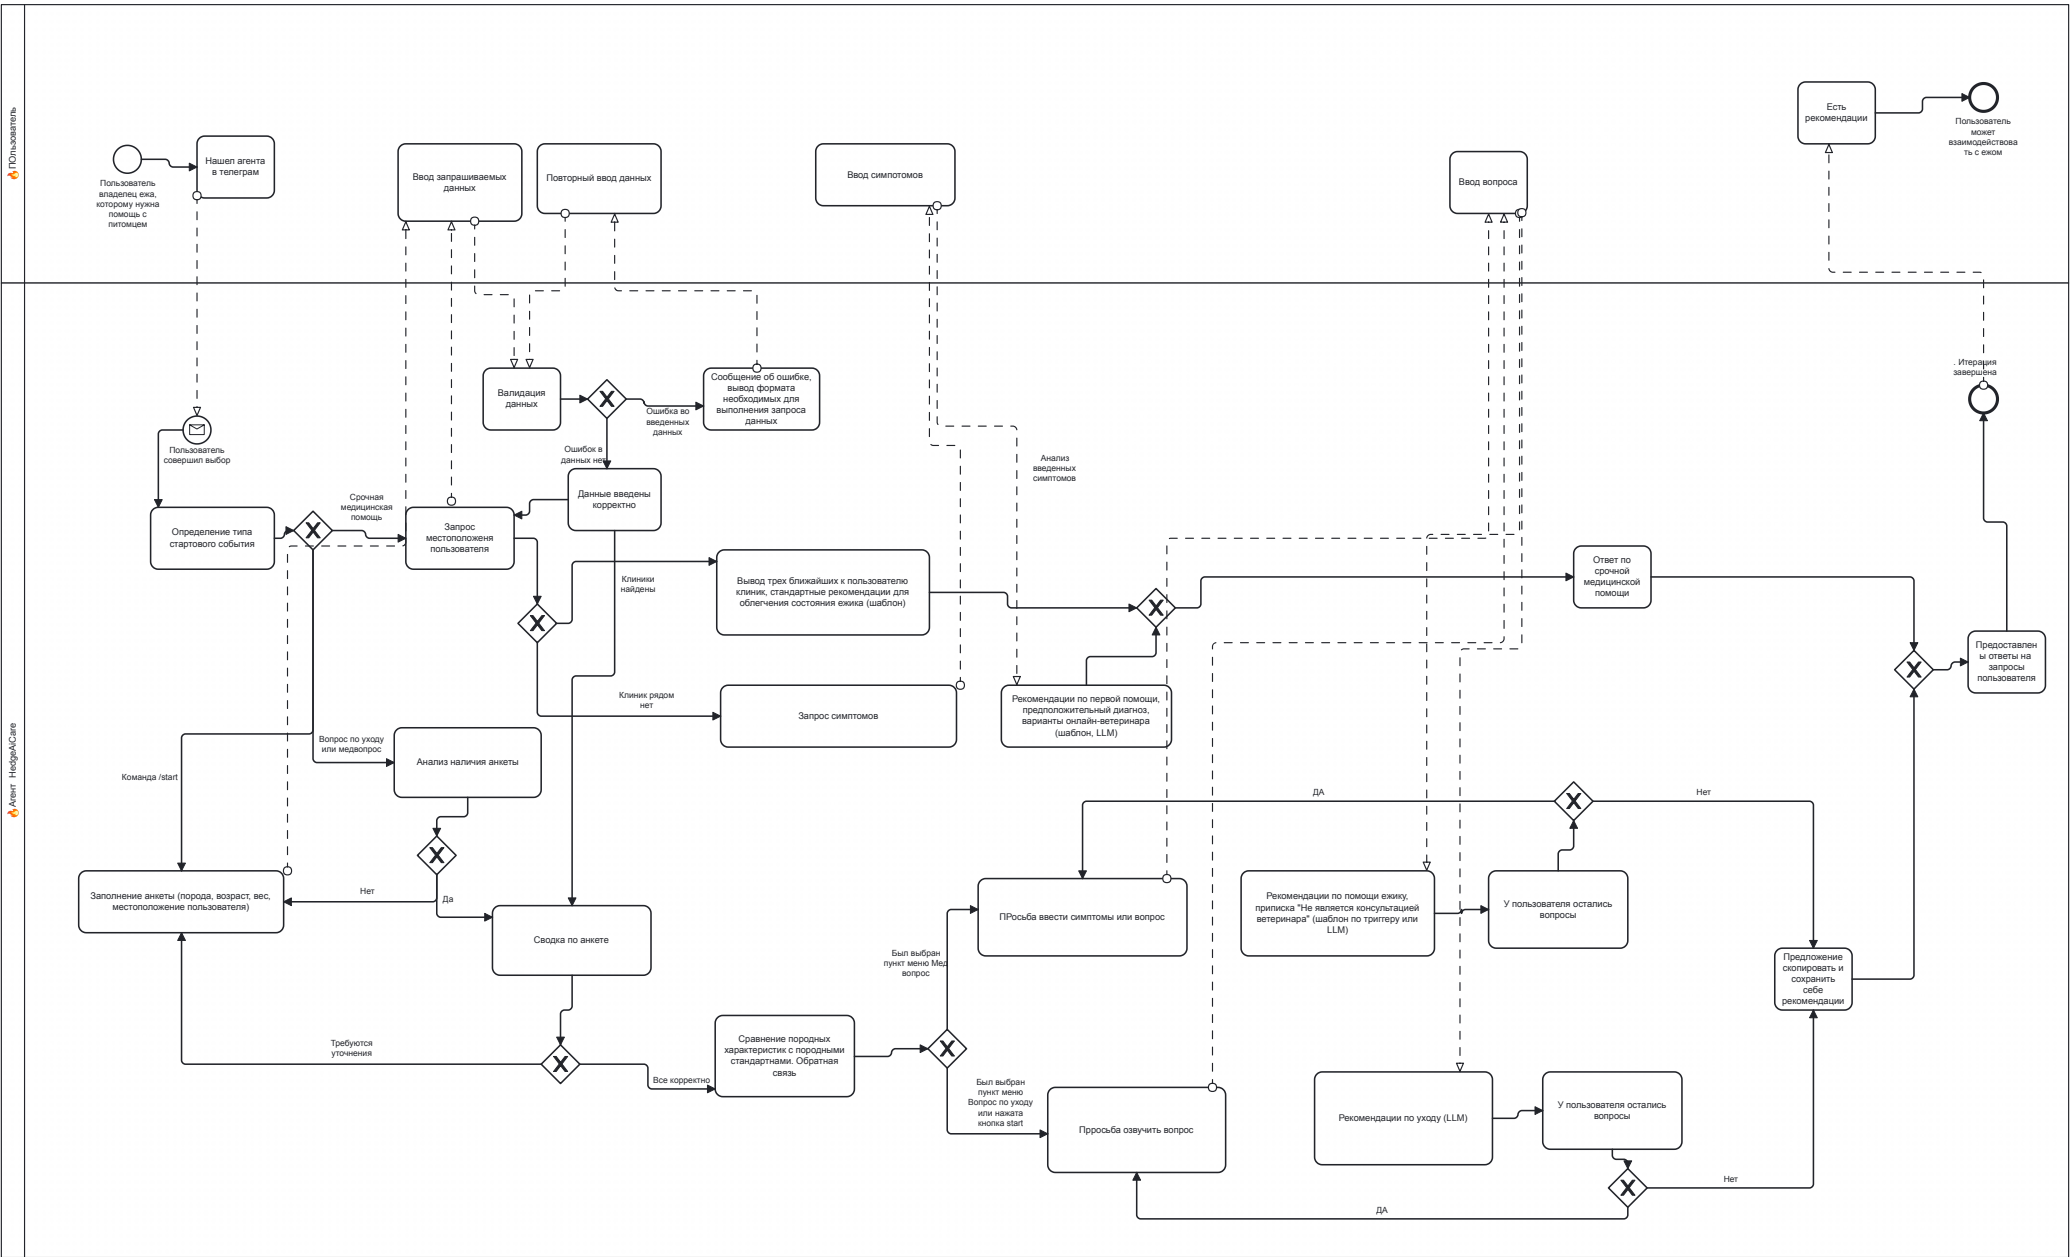 ПОльзователь
Пользователь
владелец ежа,
которому нужна
помощь с
питомцем
Нашел агента
в телеграм
Ввод запрашиваемых
данных
Повторный ввод данных
Ввод симпотомов
Ввод вопроса
Есть
рекомендации
Пользователь
может
взаимодействова
ть с ежом
Агент HedgeAiCare
Пользователь
совершил выбор
Определение типа
стартового события
Срочная
медицинская
помощь
Запрос
местоположеня
пользователя
Валидация
данных
Ошибка во
введенных
данных
Сообщение об ошибке,
вывод формата
необходимых для
выполнения запроса
данных
Ошибок в
данных нет
Данные введены
корректно
Клиники
найдены
Вывод трех ближайших к пользователю
клиник, стандартные рекомендации для
облегчения состояния ежика (шаблон)
Клиник рядом
нет
Запрос симптомов
Анализ
введенных
симптомов
Рекомендации по первой помощи,
предположительный диагноз,
варианты онлайн-ветеринара
(шаблон, LLM)
Ответ по
срочной
медицинской
помощи
. Итерация
завершена
Предоставлен
ы ответы на
запросы
пользователя
Команда /start
Вопрос по уходу
или медвопрос
Анализ наличия анкеты
Нет
Да
Заполнение анкеты (порода, возраст, вес,
местоположение пользователя)
Сводка по анкете
Требуются
уточнения
Все корректно
Сравнение породных
характеристик с породными
стандартнами. Обратная
связь
Был выбран
пункт меню Мед
вопрос
Был выбран
пункт меню
Вопрос по уходу
или нажата
кнопка start
ПРосьба ввести симптомы или вопрос
Прросьба озвучить вопрос
ДА
Нет
Рекомендации по помощи ежику,
приписка "Не является консультацией
ветеринара" (шаблон по триггеру или
LLM)
У пользователя остались
вопросы
Предложение
скопировать и
сохранить
себе
рекомендации
Рекомендации по уходу (LLM)
У пользователя остались
вопросы
Нет
ДА